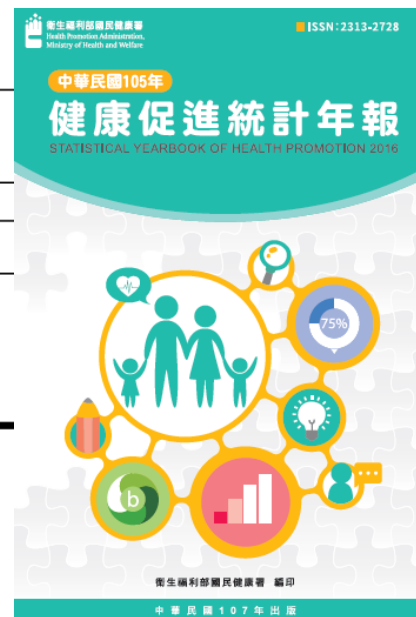 衛生福利部國民健康署
Health Promotion Administration,
Ministry of Health and Welfare
ISSN:2313-2728
中華民國105年
健康促進統計年報
STATISTICAL YEARBOOK OF HEALTH PROMOTION 2016
75%
b
衛生福利部國民健康署 編印
中華民國107年出版